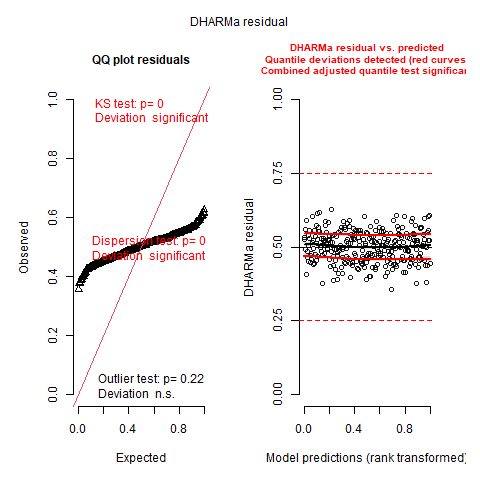 DHARMa residual
QQ plot residuals
KS test: p= 0
Deviation significant
Dispersion test: p= 0
Deviation significant
Outlier test: p= 0.22
Deviation n.s.
Observed
0.0
0.2
0.4
0.6
0.8
1.0
0.0
0.4
0.8
Expected
DHARMa residual vs. predicted
Quantile deviations detected (red curves
Combined adjusted quantile test significan
DHARMa residual
0.00
0.25
0.50
0.75
1.00
0.0
0.4
0.8
Model predictions (rank transformed)